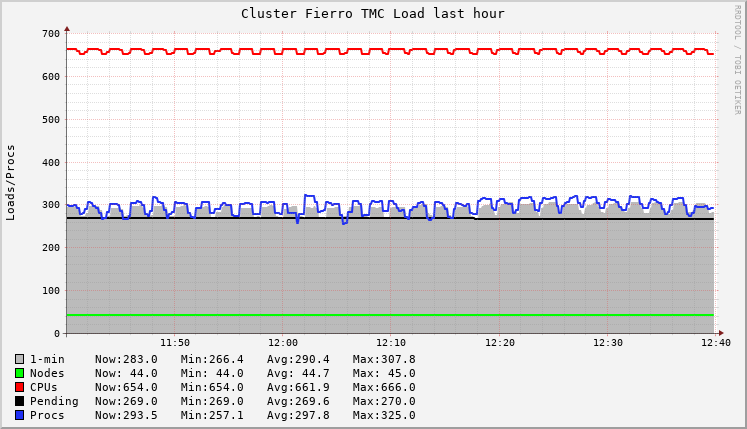 Cluster Fierro TMC Load last hour
RRDTOOL / TOBI OETIKER
Loads/Procs
700
600
500
400
300
200
100
0
11:50 12:00 12:10 12:20 12:30 12:40
1-min Now:283.0 Min:266.4 Avg:290.4 Max:307.8
Nodes Now: 44.0 Min: 44.0 Avg: 44.7 Max: 45.0
CPUs Now:654.0 Min:654.0 Avg:661.9 Max:666.0
Pending Now:269.0 Min:269.0 Avg:269.6 Max:270.0
Procs Now:293.5 Min:257.1 Avg:297.8 Max:325.0